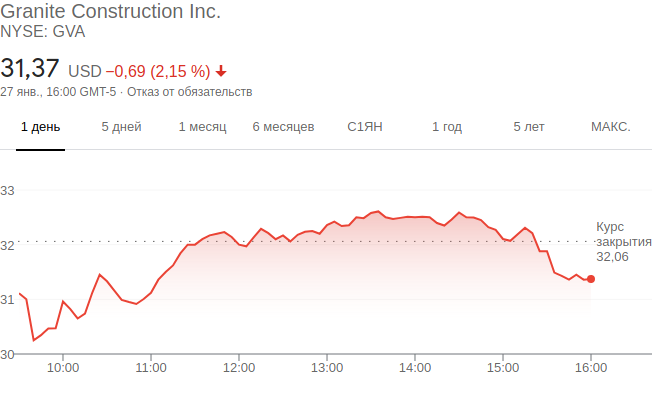 Granite Construction Inc.
NYSE: GVA
31,37 USD −0,69 (2,15 %)
27 янв., 16:00 GMT-5 · Отказ от обязательств
1 день 5 дней 1 месяц 6 месяцев С1ЯН 1 год 5 лет МАКС.
33
Курс
32 закрытия
32,06
31
30
10:00 11:00 12:00 13:00 14:00 15:00 16:00